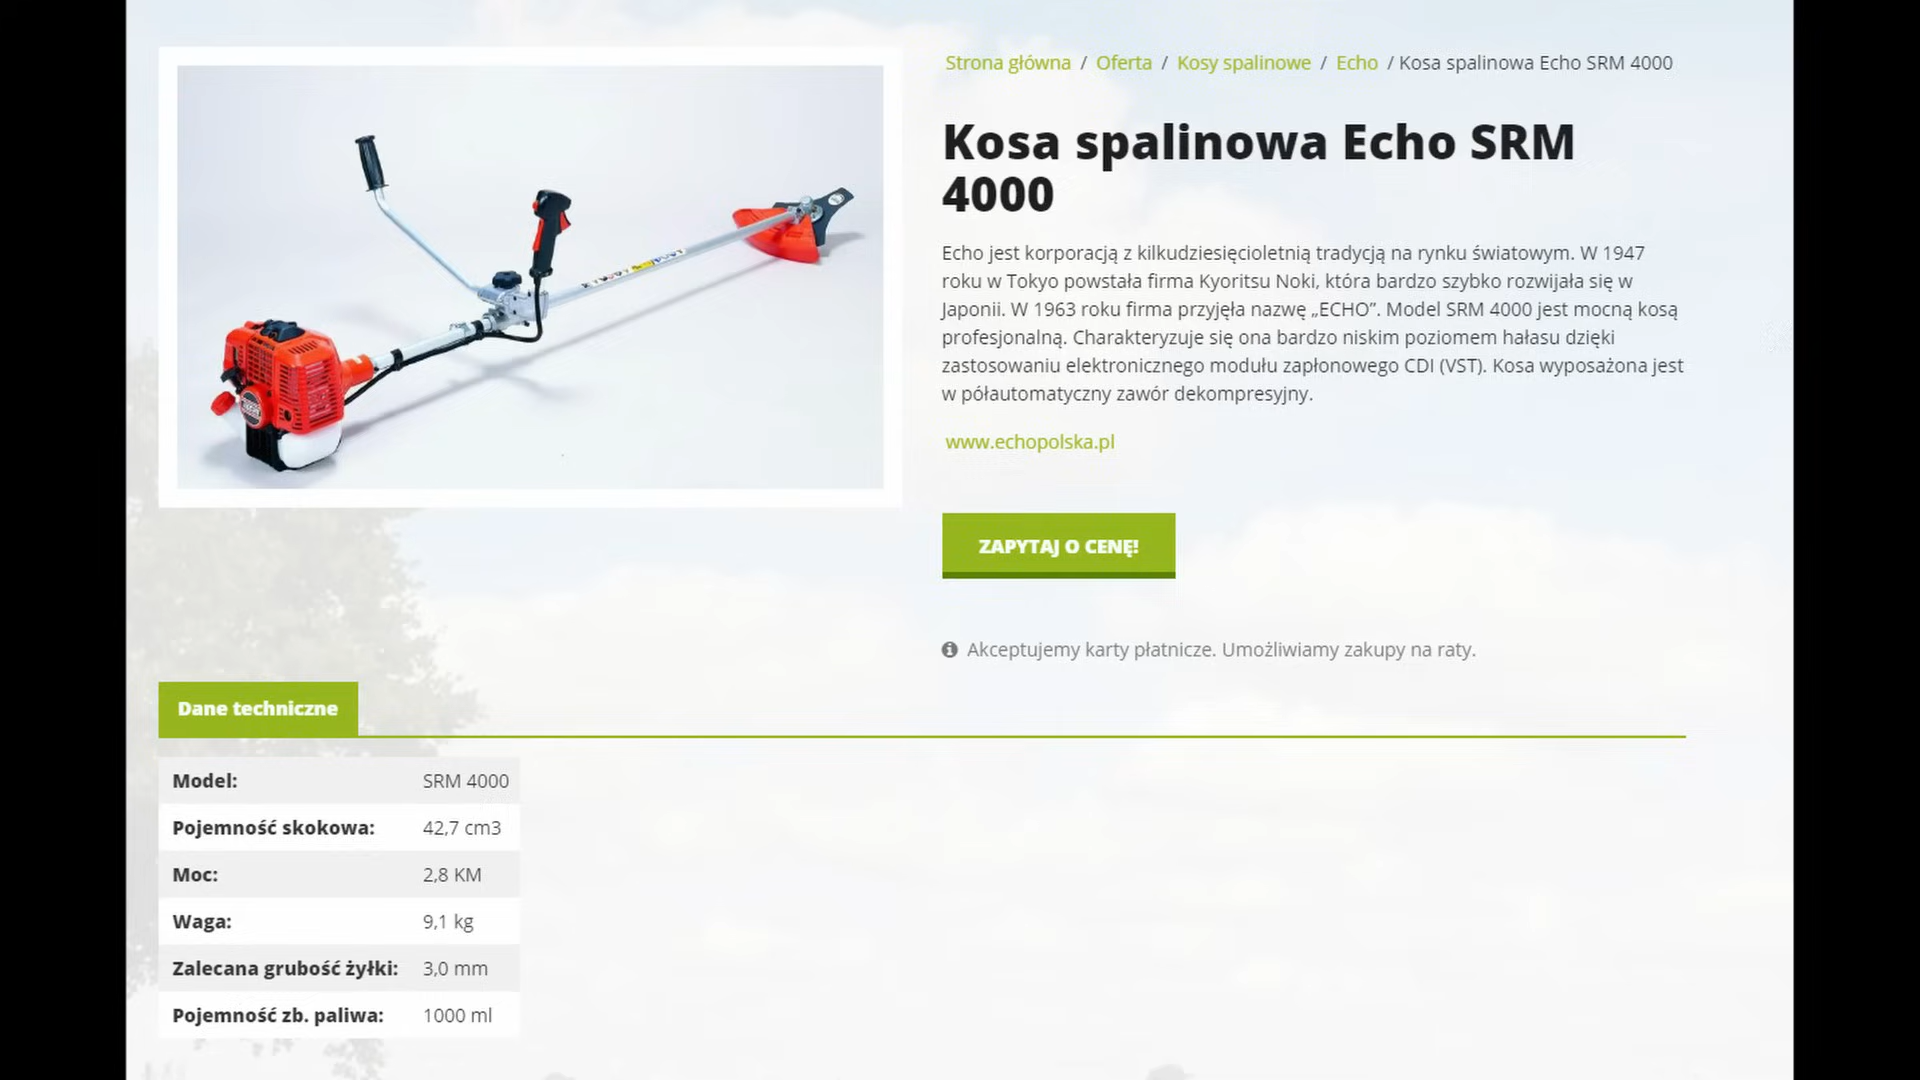 Strona główna / Oferta / Kosy spalinowe / Echo / Kosa spalinowa Echo SRM 4000
Kosa spalinowa Echo SRM
4000
Echo jest korporacją z kilkudziesięcioletnią tradycją na rynku światowym. W 1947
roku w Tokyo powstała firma Kyoritsu Noki, która bardzo szybko rozwijała się w
Japonii. W 1963 roku firma przyjęła nazwę „ECHO”. Model SRM 4000 jest mocną kosą
profesjonalną. Charakteryzuje się ona bardzo niskim poziomem hałasu dzięki
zastosowaniu elektronicznego modułu zapłonowego CDI (VST). Kosa wyposażona jest
w półautomatyczny zawór dekompresyjny.
www.echopolska.pl
ZAPYTAJ O CENĘ!
Akceptujemy karty płatnicze. Umożliwiamy zakupy na raty.
Dane techniczne
Model: SRM 4000
Pojemność skokowa: 42,7 cm3
Moc: 2,8 KM
Waga: 9,1 kg
Zalecana grubość żyłki: 3,0 mm
Pojemność zb. paliwa: 1000 ml